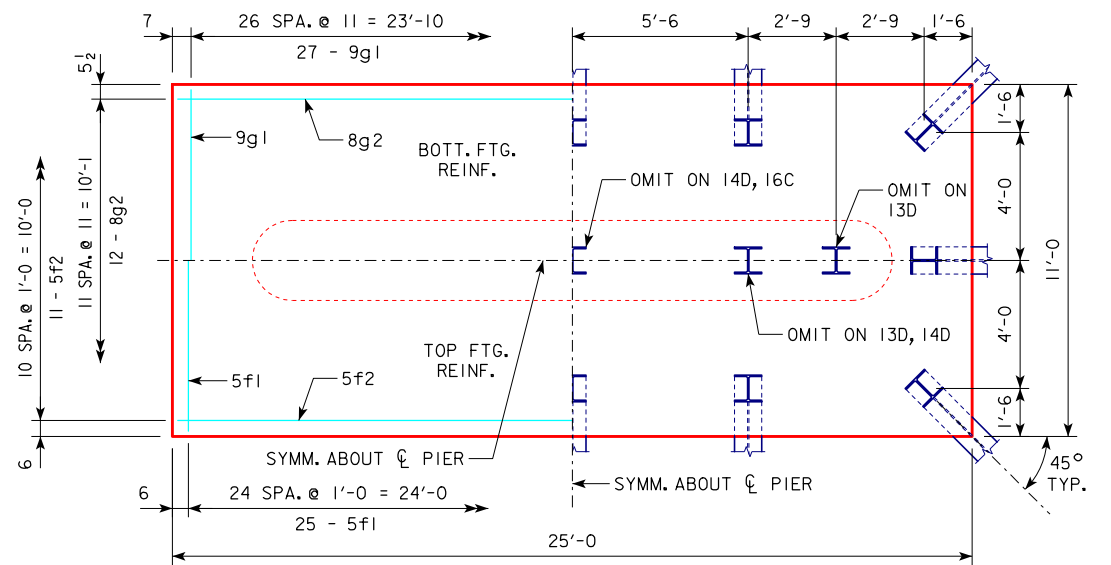 7
26 SPA.@ 11 = 23'-10
27 - 9g1
5'-6
2'-9
2'-9
1'-6
5 1/2
9g1
8g2
BOTT. FTG.
REINF.
OMIT ON 14D, 16C
OMIT ON
13D
1'-6
4'-0
11'-0
4'-0
1'-6
10 SPA.@ 1'-0 = 10'-0
11 - 5f2
11 SPA.@ 11 = 10'-1
12 - 8g2
OMIT ON 13D, 14D
TOP FTG.
REINF.
5f1
5f2
6
SYMM. ABOUT ℄ PIER
SYMM. ABOUT ℄ PIER
45°
TYP.
6
24 SPA.@ 1'-0 = 24'-0
25 - 5f1
25'-0